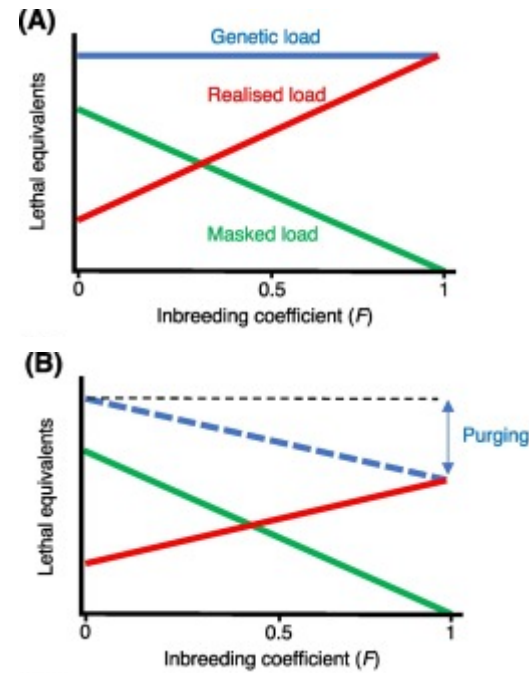 (A)
Genetic load
Realised load
Masked load
Lethal equivalents
0
0.5
1
Inbreeding coefficient (F)
(B)
Purging
Lethal equivalents
0
0.5
1
Inbreeding coefficient (F)